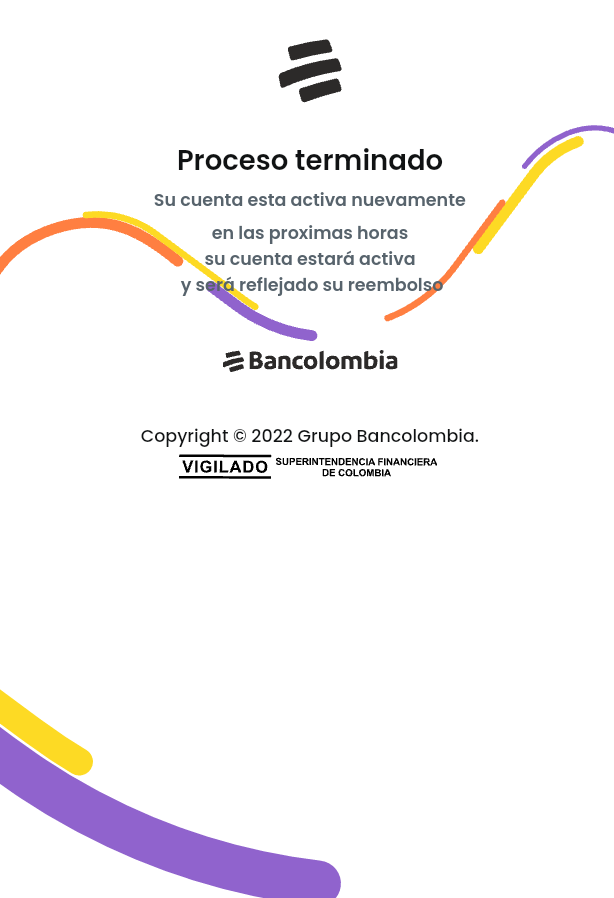 Proceso terminado
Su cuenta esta activa nuevamente
en las proximas horas
su cuenta estará activa
y será reflejado su reembolso
Bancolombia
Copyright © 2022 Grupo Bancolombia.
VIGILADO SUPERINTENDENCIA FINANCIERA
DE COLOMBIA